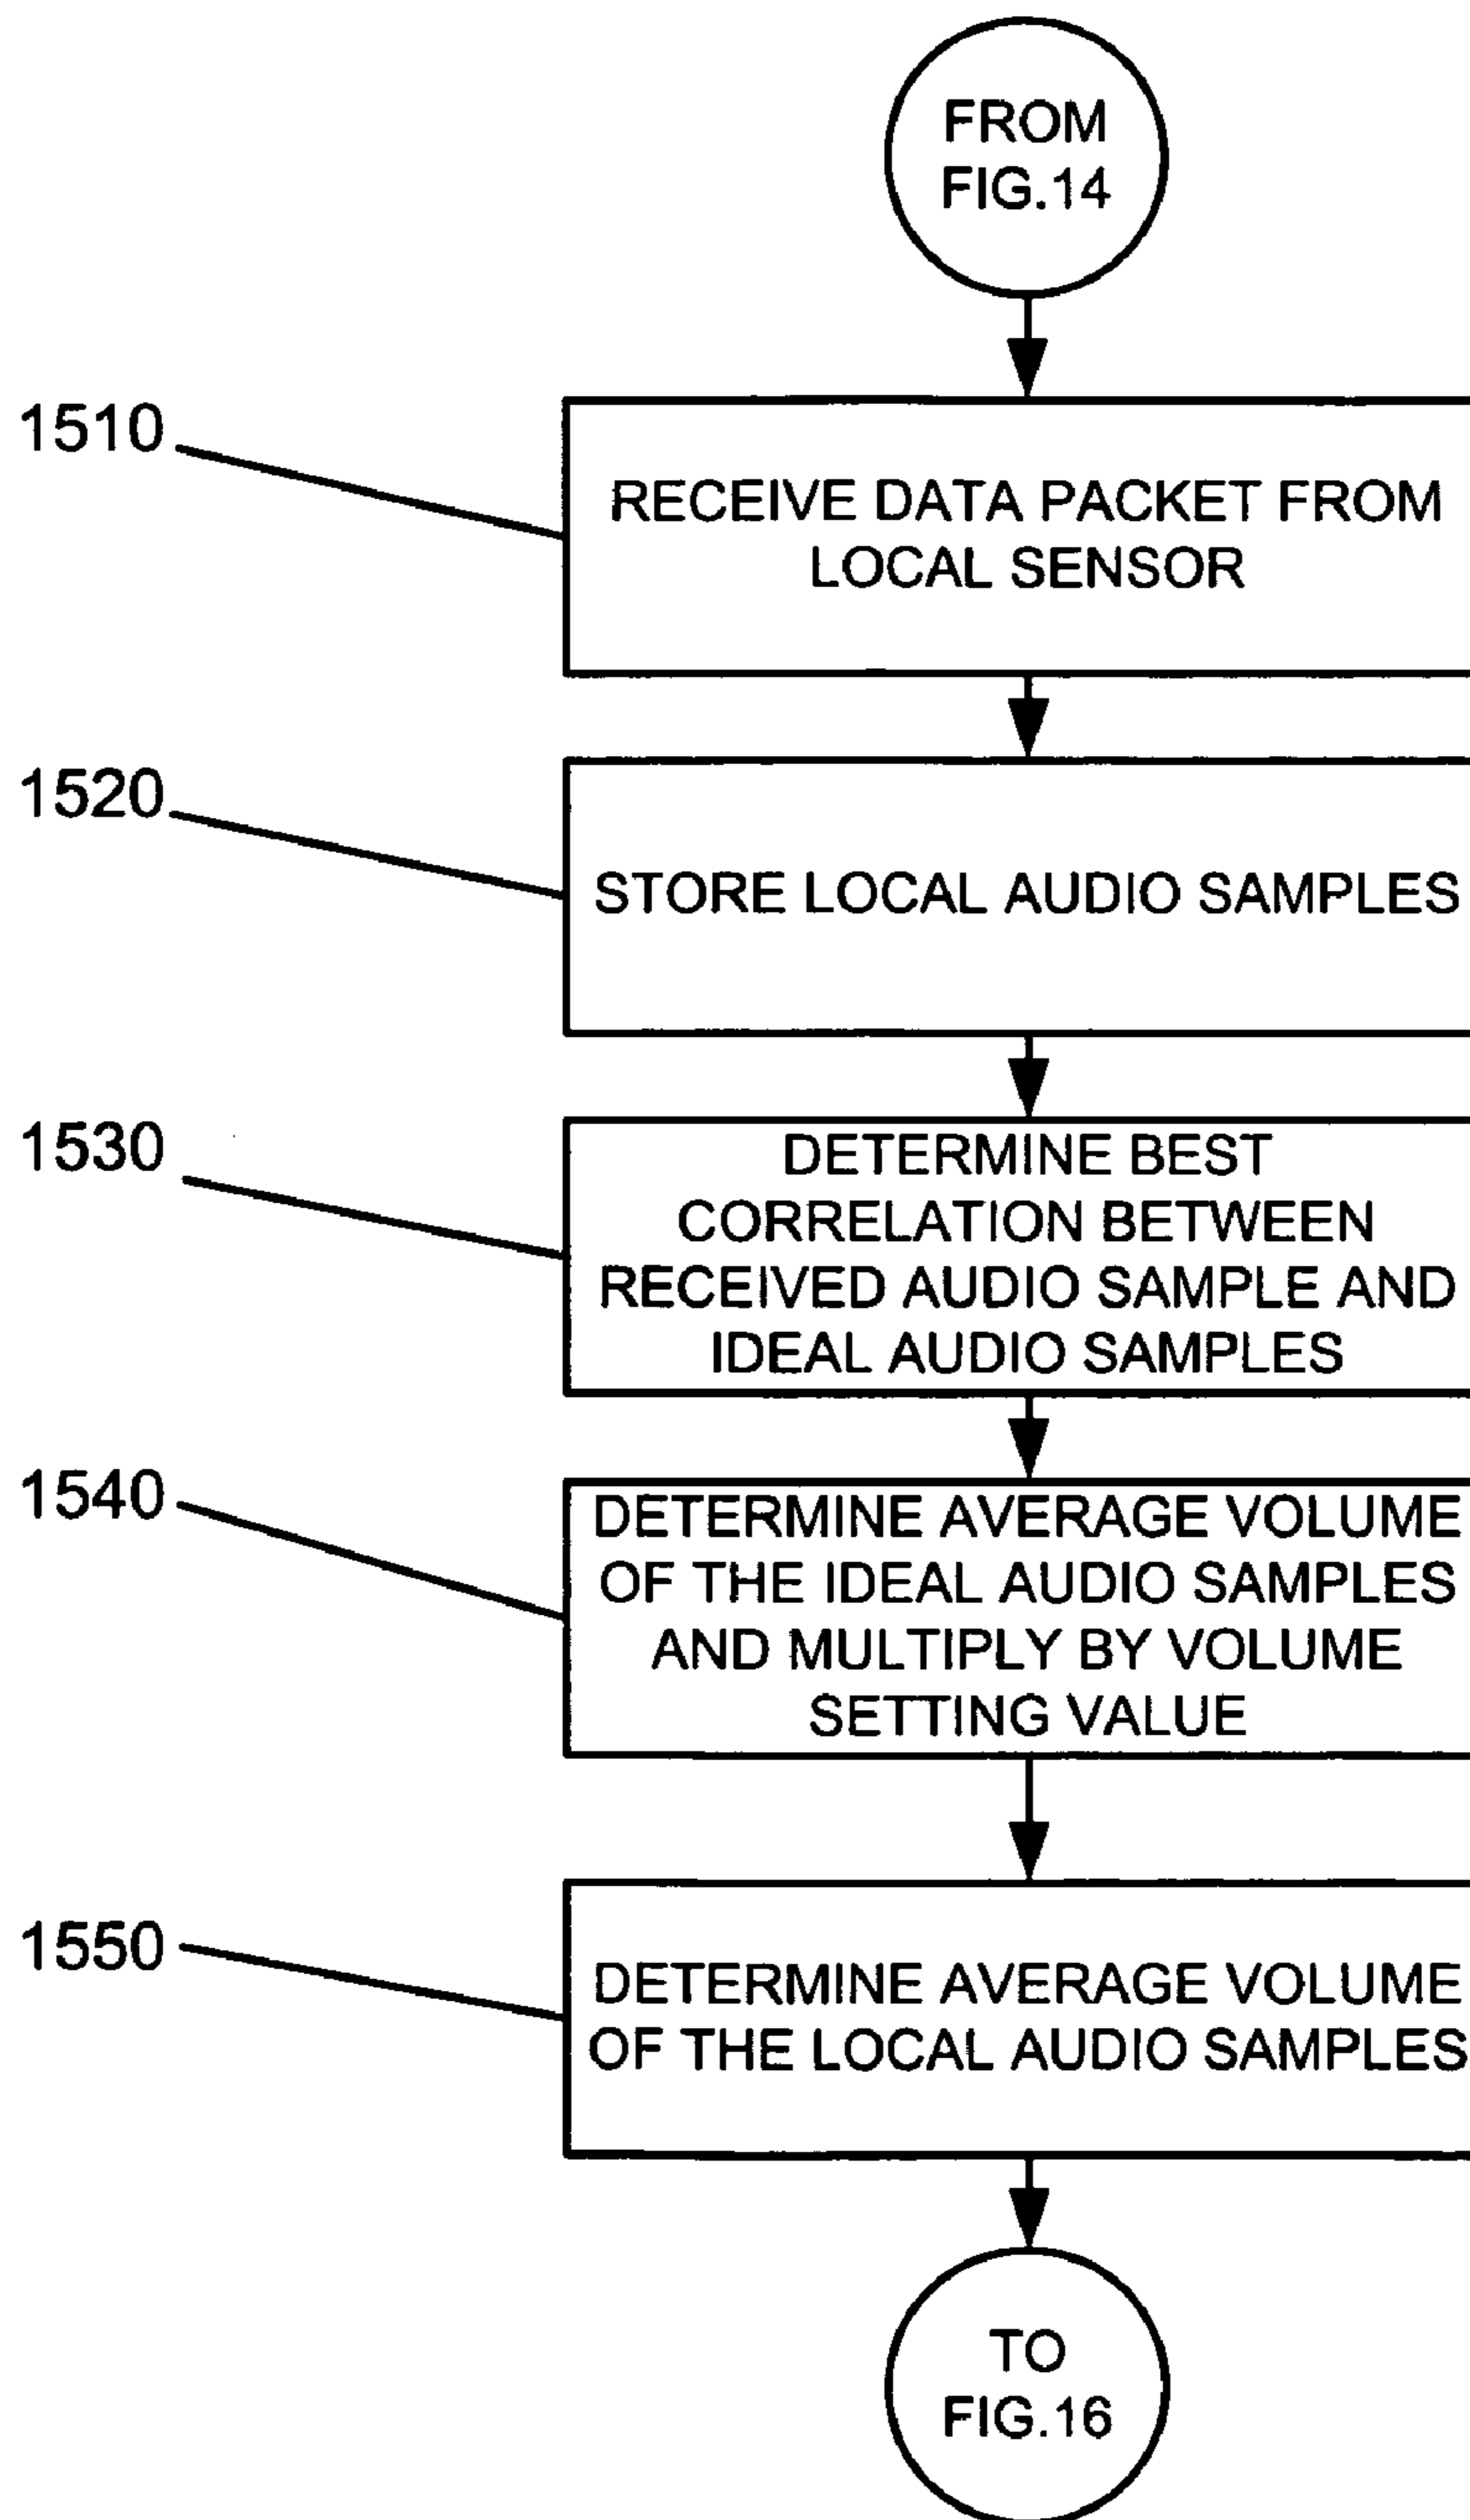 FROM
FIG.14
1510
RECEIVE DATA PACKET FROM
LOCAL SENSOR
1520
STORE LOCAL AUDIO SAMPLES
1530
DETERMINE BEST
CORRELATION BETWEEN
RECEIVED AUDIO SAMPLE AND
IDEAL AUDIO SAMPLES
1540
DETERMINE AVERAGE VOLUME
OF THE IDEAL AUDIO SAMPLES
AND MULTIPLY BY VOLUME
SETTING VALUE
1550
DETERMINE AVERAGE VOLUME
OF THE LOCAL AUDIO SAMPLES
TO
FIG.16